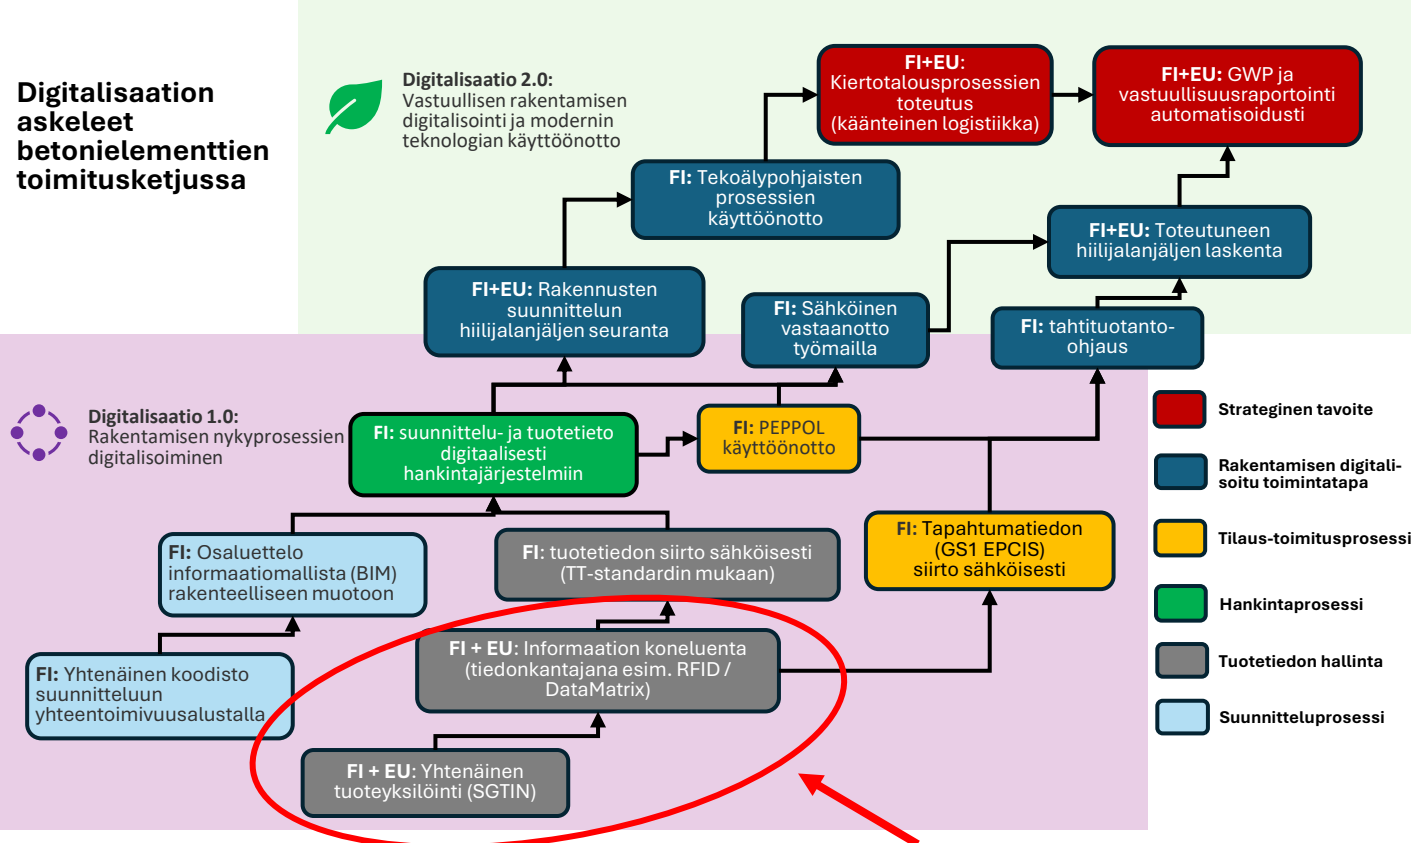 Digitalisaation
askeleet
betonielementtien
toimitusketjussa
Digitalisaatio 2.0:
Vastuullisen rakentamisen
digitalisointi ja modernin
teknologian käyttöönotto
FI+EU:
Kiertotalousprosessien
toteutus
(käänteinen logistiikka)
FI+EU: GWP ja
vastuullisuusraportointi
automatisoidusti
FI: Tekoälypohjaisten
prosessien
käyttöönotto
FI+EU: Toteutuneen
hiilijalanjäljen laskenta
FI+EU: Rakennusten
suunnittelun
hiilijalanjäljen seuranta
FI: Sähköinen
vastaanotto
työmailla
FI: tahtituotanto-
ohjaus
Digitalisaatio 1.0:
Rakentamisen nykyprosessien
digitalisoiminen
FI: suunnittelu- ja tuotetieto
digitaalisesti
hankintajärjestelmiin
FI: PEPPOL
käyttöönotto
FI: Osaluettelo
informaatiomallista (BIM)
rakenteelliseen muotoon
FI: tuotetiedon siirto sähköisesti
(TT-standardin mukaan)
FI: Tapahtumatiedon
(GS1 EPCIS)
siirto sähköisesti
FI: Yhtenäinen koodisto
suunnitteluun
yhteentoimivuusalustalla
FI + EU: Informaation koneluenta
(tiedonkantajana esim. RFID /
DataMatrix)
FI + EU: Yhtenäinen
tuoteyksilöinti (SGTIN)
Strateginen tavoite
Rakentamisen digitali-
soitu toimintatapa
Tilaus-toimitusprosessi
Hankintaprosessi
Tuotetiedon hallinta
Suunnitteluprosessi